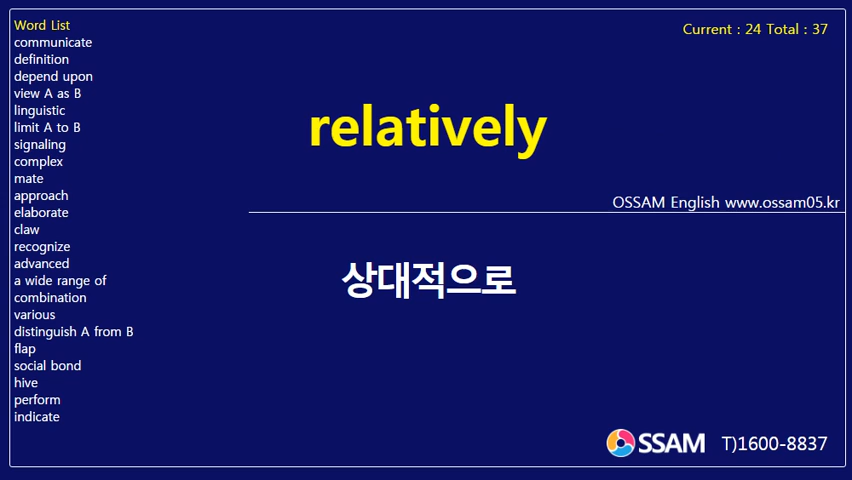 Word List
communicate
definition
depend upon
view A as B
linguistic
limit A to B
signaling
complex
mate
approach
elaborate
claw
recognize
advanced
a wide range of
combination
various
distinguish A from B
flap
social bond
hive
perform
indicate
Current : 24 Total : 37
relatively
OSSAM English www.ossam05.kr
상대적으로
OSSAM T)1600-8837